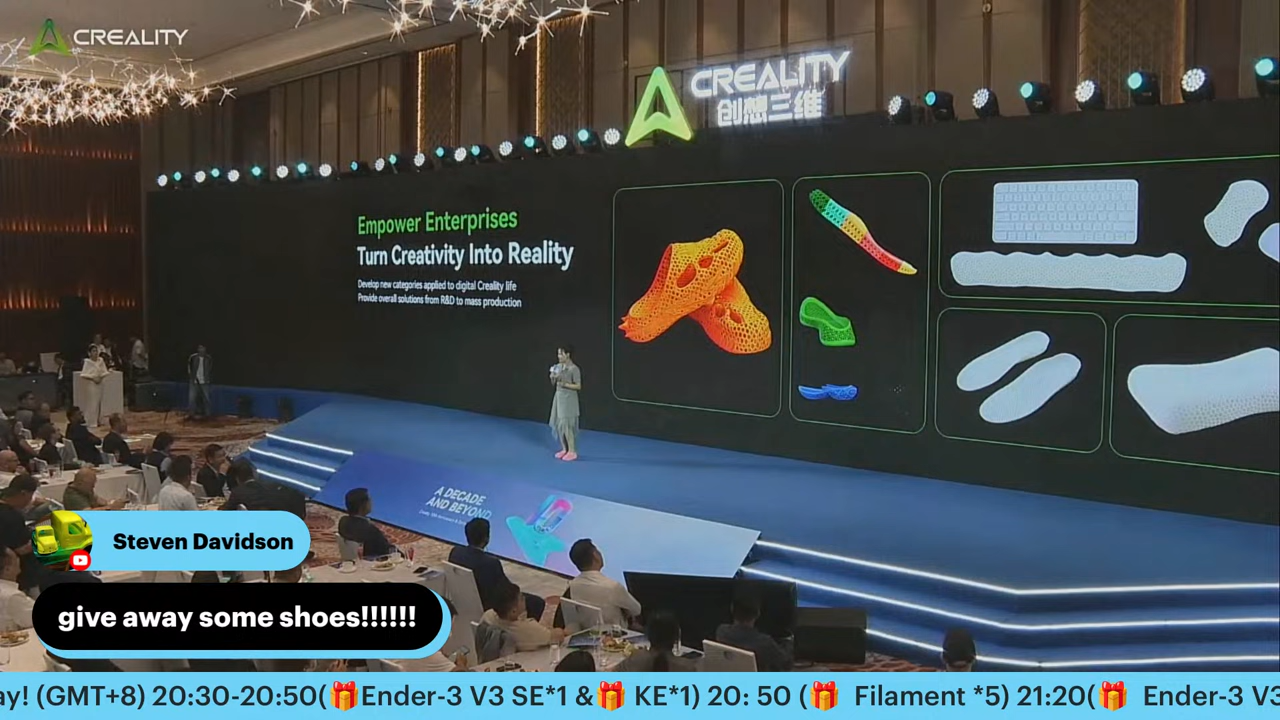 CREALITY
CREALITY
创想三维
Empower Enterprises
Turn Creativity Into Reality
Develop new categories applied to digital Creality life
Provide overall solutions from R&D to mass production
A DECADE
AND BEYOND
Steven Davidson
give away some shoes!!!!!!
ay! (GMT+8) 20:30-20:50(🎁Ender-3 V3 SE*1 &🎁 KE*1) 20: 50 (🎁 Filament *5) 21:20(🎁 Ender-3 V3